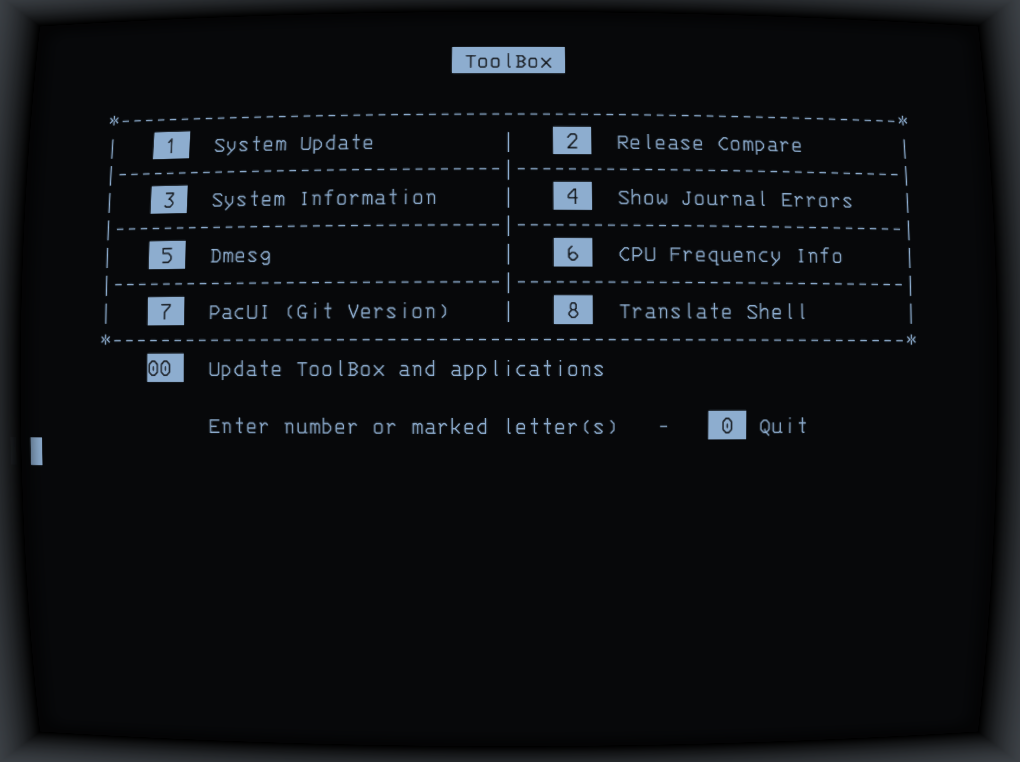 ToolBox
1 System Update | 2 Release Compare
3 System Information | 4 Show Journal Errors
5 Dmesg | 6 CPU Frequency Info
7 PacUI (Git Version) | 8 Translate Shell
00 Update ToolBox and applications
Enter number or marked letter(s) - 0 Quit